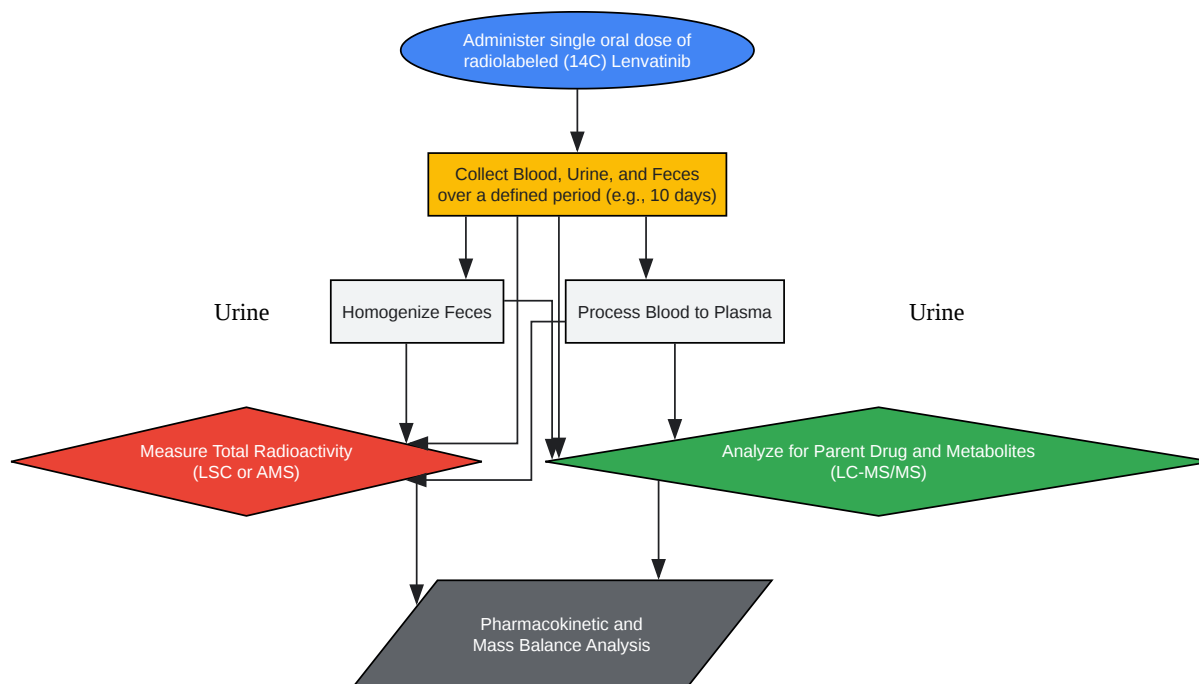 Administer single oral dose of
radiolabeled (14C) Lenvatinib
Collect Blood, Urine, and Feces
over a defined period (e.g., 10 days)
Urine
Homogenize Feces
Process Blood to Plasma
Urine
Measure Total Radioactivity
(LSC or AMS)
Analyze for Parent Drug and Metabolites
(LC-MS/MS)
Pharmacokinetic and
Mass Balance Analysis